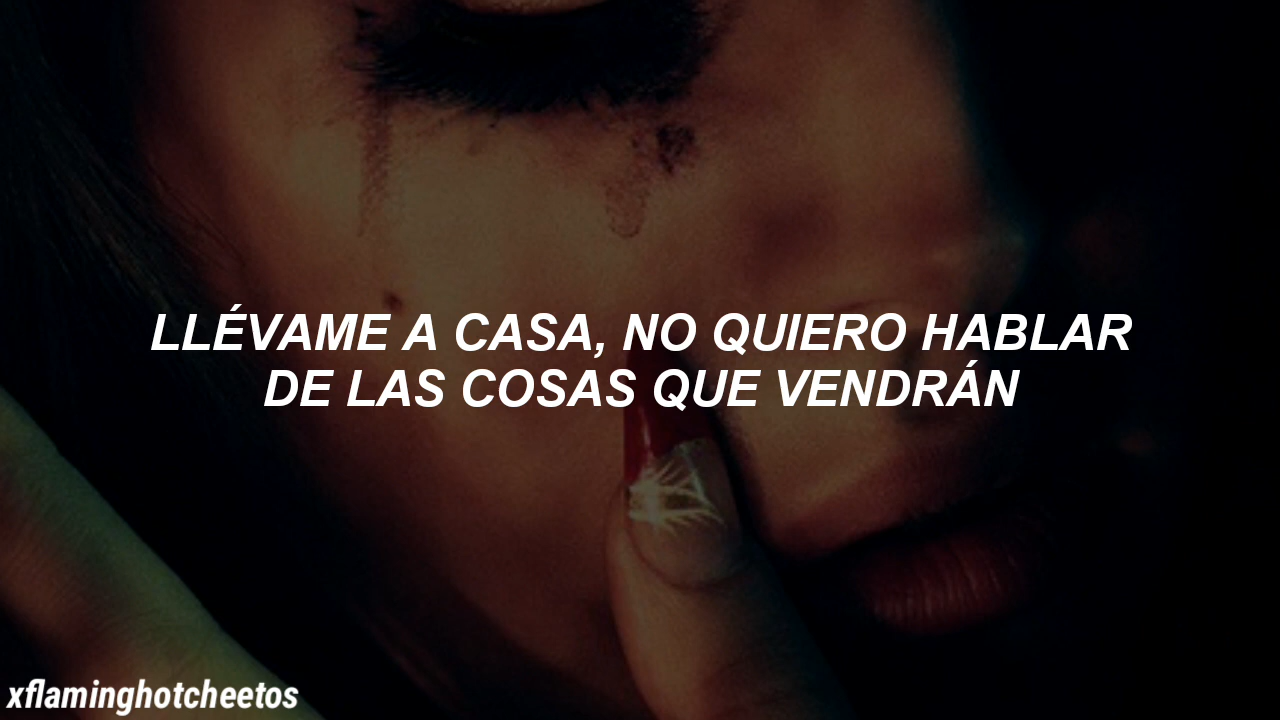 LLÉVAME A CASA, NO QUIERO HABLAR
DE LAS COSAS QUE VENDRÁN
xflaminghotcheetos